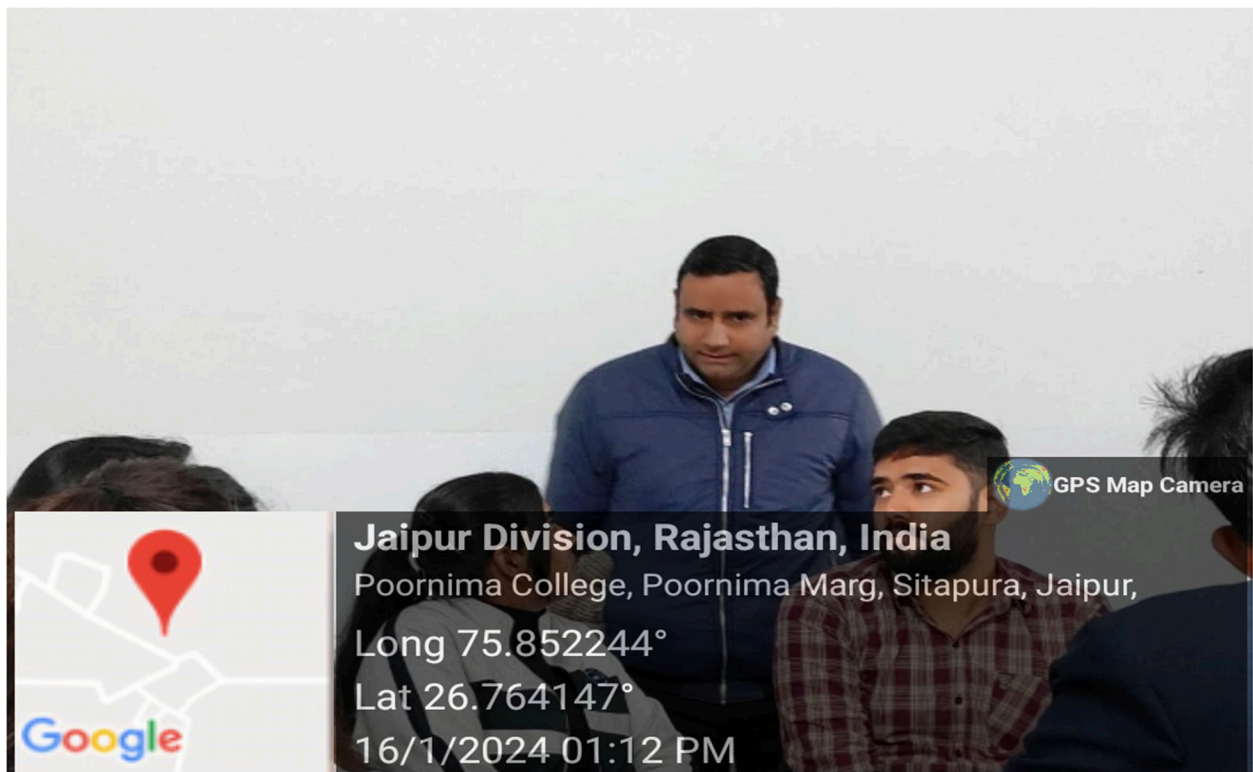 GPS Map Camera
Jaipur Division, Rajasthan, India
Poornima College, Poornima Marg, Sitapura, Jaipur,
Long 75.852244°
Lat 26.764147°
16/1/2024 01:12 PM
Google